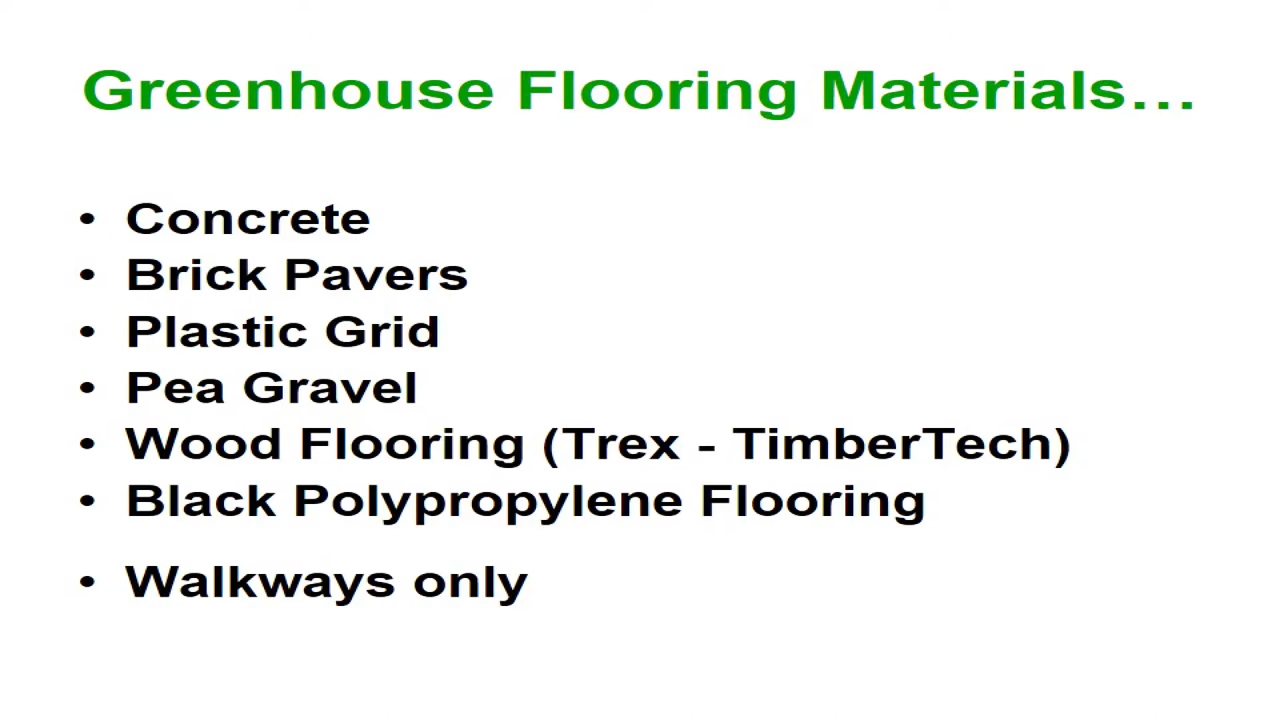 Greenhouse Flooring Materials…
• Concrete
• Brick Pavers
• Plastic Grid
• Pea Gravel
• Wood Flooring (Trex - TimberTech)
• Black Polypropylene Flooring
• Walkways only